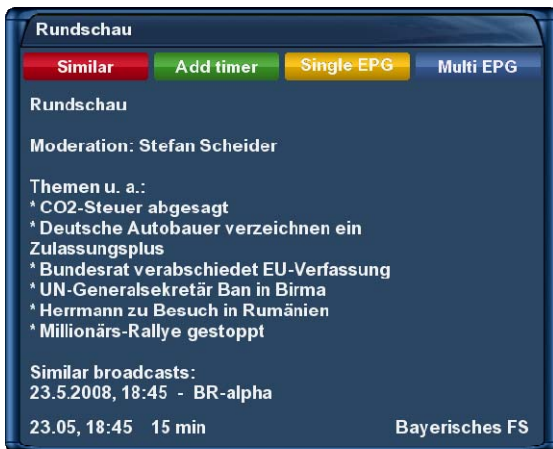 Rundschau
Similar
Add timer
Single EPG
Multi EPG
Rundschau
Moderation: Stefan Scheider
Themen u. a.:
* CO2-Steuer abgesagt
* Deutsche Autobauer verzeichnen ein
Zulassungsplus
* Bundesrat verabschiedet EU-Verfassung
* UN-Generalsekretär Ban in Birma
* Herrmann zu Besuch in Rumänien
* Millionärs-Rallye gestoppt
Similar broadcasts:
23.5.2008, 18:45 - BR-alpha
23.05, 18:45 15 min Bayerisches FS